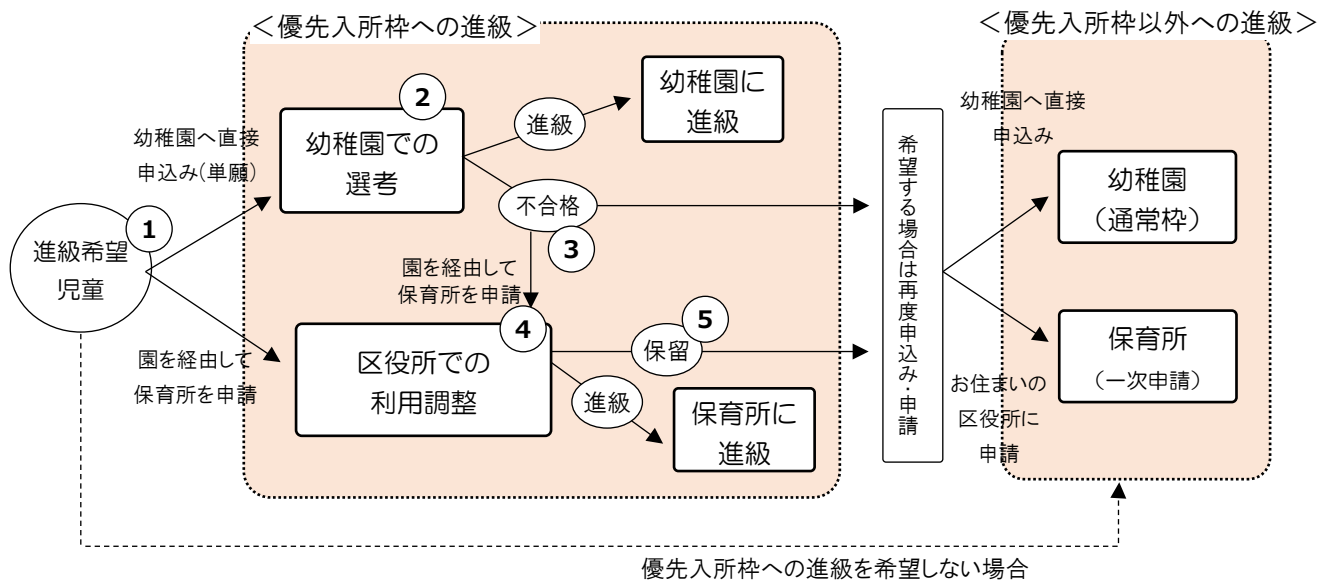 ＜優先入所枠への進級＞
＜優先入所枠以外への進級＞
進級希望
児童
1
幼稚園へ直接
申込み（単願）
園を経由して
保育所を申請
2
幼稚園での
選考
進級
幼稚園に
進級
不合格
3
園を経由して
保育所を申請
4
区役所での
利用調整
保留
5
進級
保育所に
進級
希望する場合は再度申込み・申請
幼稚園へ直接
申込み
幼稚園
（通常枠）
保育所
（一次申請）
お住まいの
区役所に
申請
優先入所枠への進級を希望しない場合